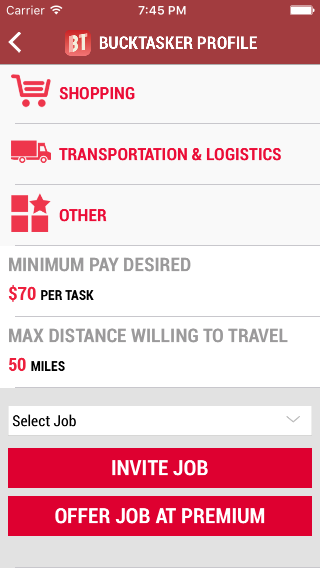 Carrier 7:45 PM
BT BUCKTASKER PROFILE
SHOPPING
TRANSPORTATION & LOGISTICS
OTHER
MINIMUM PAY DESIRED
$70 PER TASK
MAX DISTANCE WILLING TO TRAVEL
50 MILES
Select Job
INVITE JOB
OFFER JOB AT PREMIUM